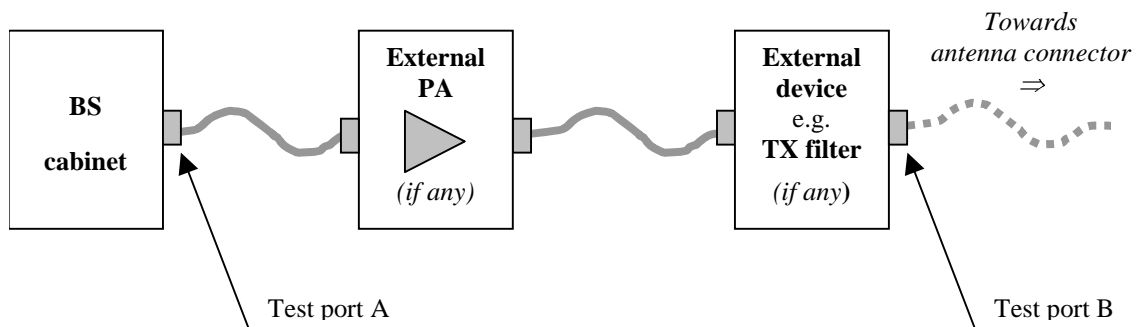 BS
cabinet
External
PA
(if any)
External
device
e.g.
TX filter
(if any)
Towards
antenna connector
⇒
Test port A
Test port B